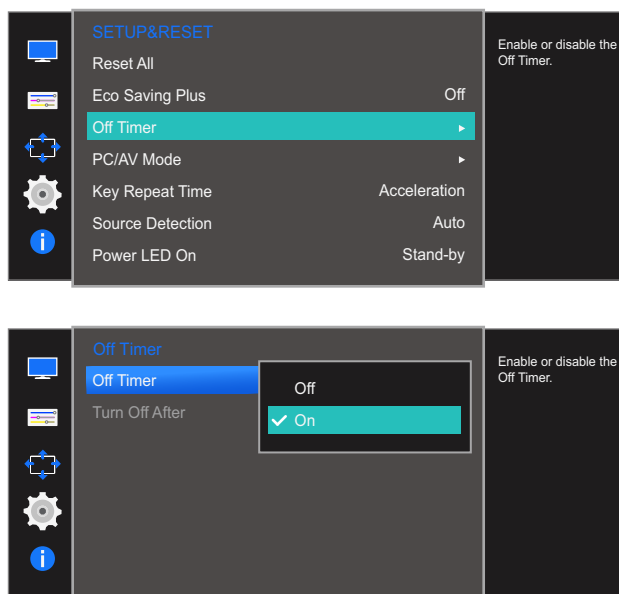 SETUP&RESET
Reset All
Eco Saving Plus Off
Off Timer
PC/AV Mode
Key Repeat Time Acceleration
Source Detection Auto
Power LED On Stand-by
Enable or disable the
Off Timer.
Off Timer
Off Timer
Turn Off After
Off
On
Enable or disable the
Off Timer.